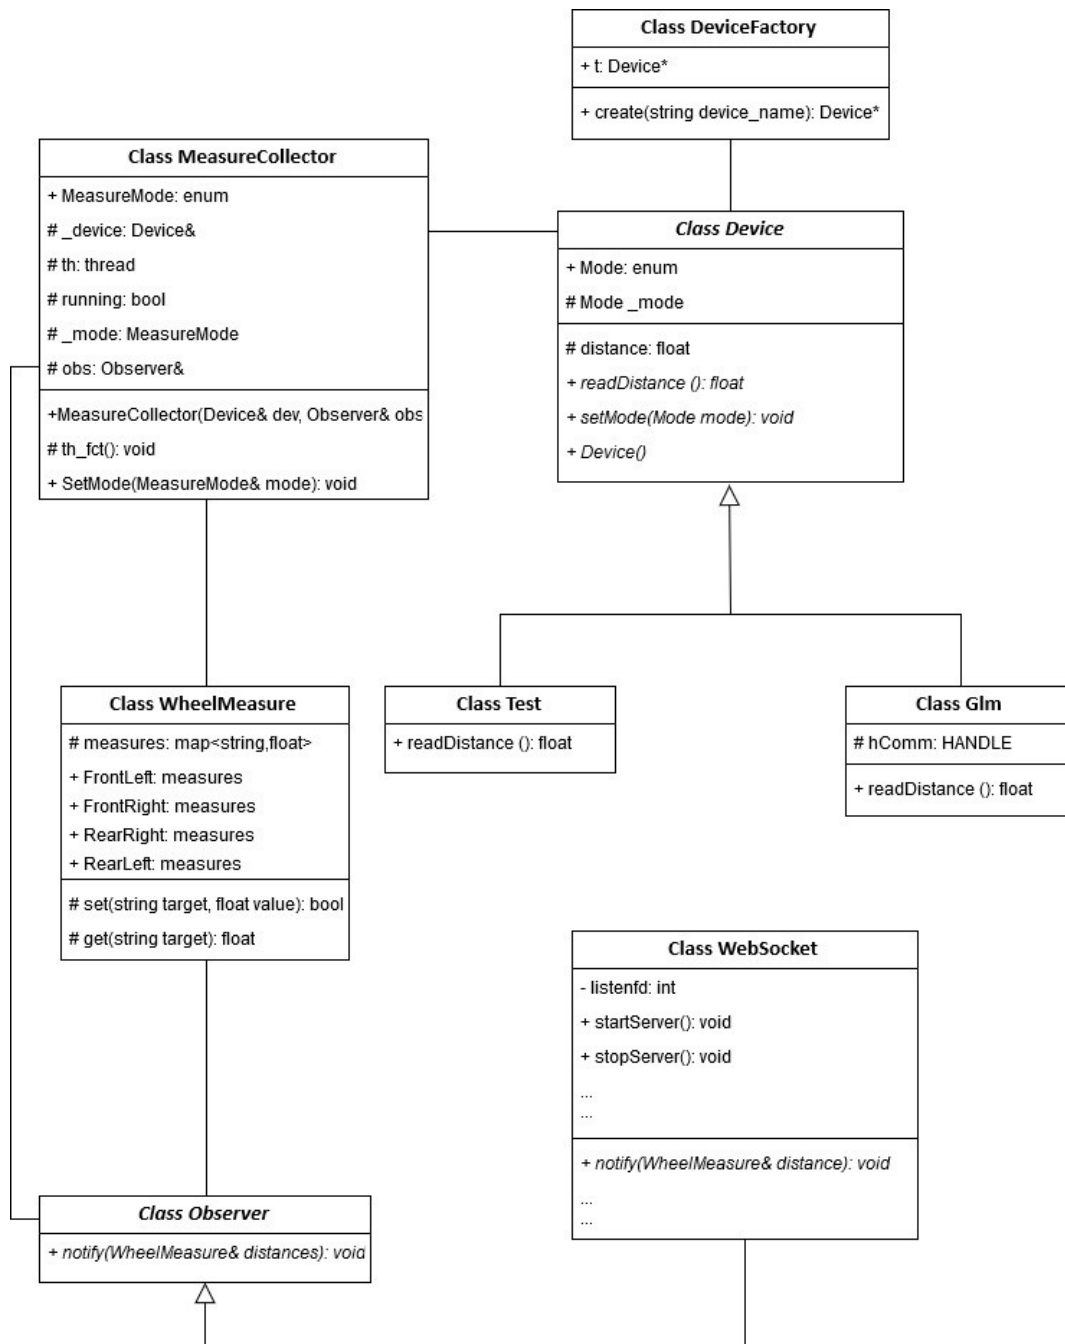 Class DeviceFactory
+ t: Device*
+ create(string device_name): Device*
Class MeasureCollector
+ MeasureMode: enum
# _device: Device&
# th: thread
# running: bool
# _mode: MeasureMode
# obs: Observer&
+MeasureCollector(Device& dev, Observer& obs
# th_fct(): void
+ SetMode(MeasureMode& mode): void
Class Device
+ Mode: enum
# Mode _mode
# distance: float
+ readDistance (): float
+ setMode(Mode mode): void
+ Device()
Class WheelMeasure
# measures: map<string,float>
+ FrontLeft: measures
+ FrontRight: measures
+ RearRight: measures
+ RearLeft: measures
# set(string target, float value): bool
# get(string target): float
Class Test
+ readDistance (): float
Class Glm
# hComm: HANDLE
+ readDistance (): float
Class WebSocket
- listenfd: int
+ startServer(): void
+ stopServer(): void
...
...
+ notify(WheelMeasure& distance): void
...
...
Class Observer
+ notify(WheelMeasure& distances): void